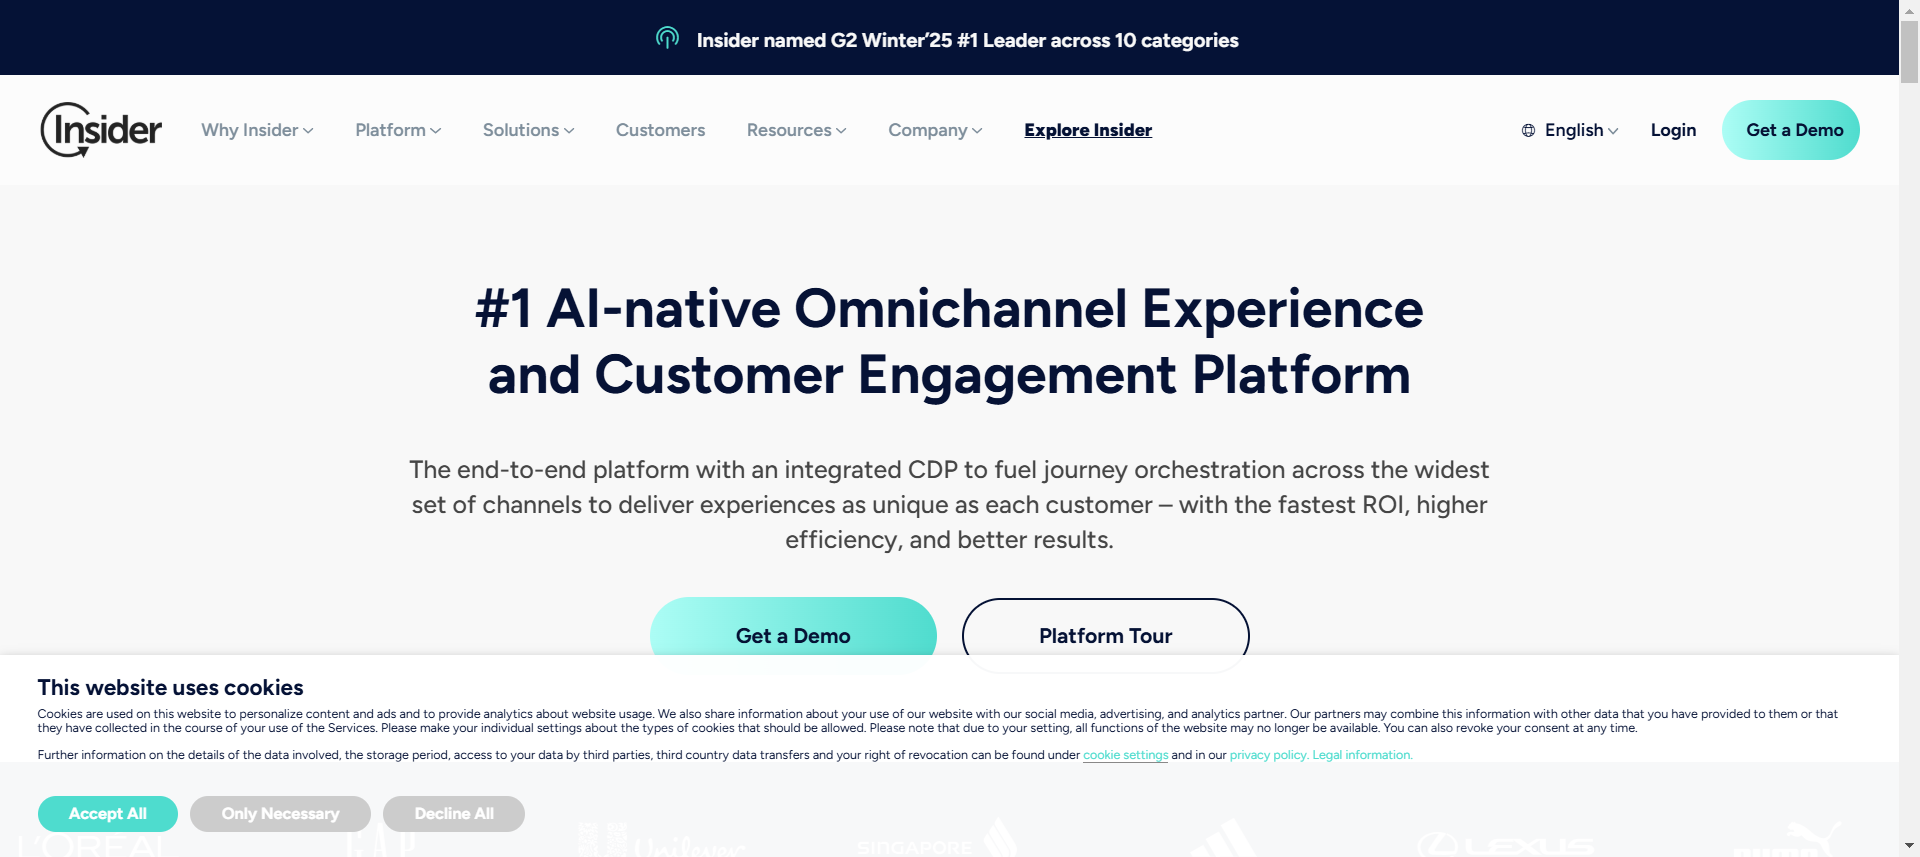 Insider named G2 Winter’25 #1 Leader across 10 categories
Insider
Why Insider
Platform
Solutions
Customers
Resources
Company
Explore Insider
English
Login
Get a Demo
#1 AI-native Omnichannel Experience
and Customer Engagement Platform
The end-to-end platform with an integrated CDP to fuel journey orchestration across the widest
set of channels to deliver experiences as unique as each customer – with the fastest ROI, higher
efficiency, and better results.
Get a Demo
Platform Tour
This website uses cookies
Cookies are used on this website to personalize content and ads and to provide analytics about website usage. We also share information about your use of our website with our social media, advertising, and analytics partner. Our partners may combine this information with other data that you have provided to them or that
they have collected in the course of your use of the Services. Please make your individual settings about the types of cookies that should be allowed. Please note that due to your setting, all functions of the website may no longer be available. You can also revoke your consent at any time.
Further information on the details of the data involved, the storage period, access to your data by third parties, third country data transfers and your right of revocation can be found under cookie settings and in our privacy policy. Legal information.
Accept All
Only Necessary
Decline All
L'ORÉAL
GAP
Unilever
SINGAPORE
LEXUS
PUMA